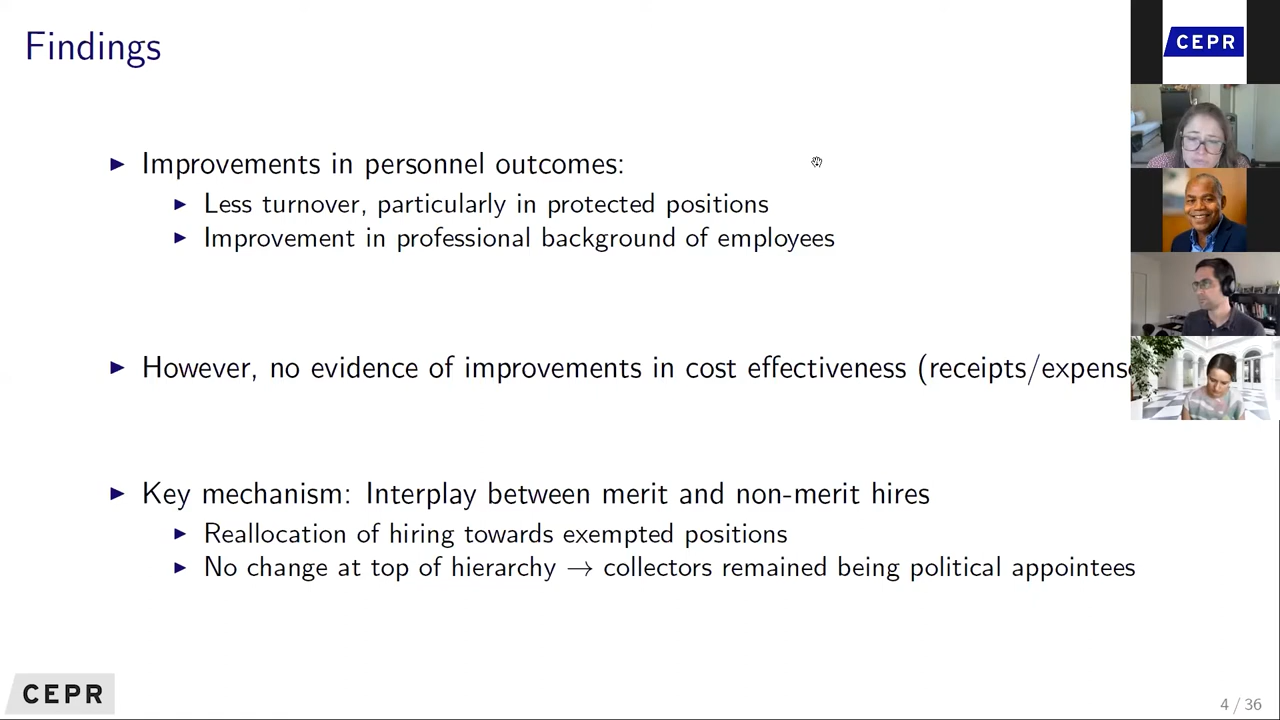 Findings
CEPR
Improvements in personnel outcomes:
Less turnover, particularly in protected positions
Improvement in professional background of employees
However, no evidence of improvements in cost effectiveness (receipts/expens
Key mechanism: Interplay between merit and non-merit hires
Reallocation of hiring towards exempted positions
No change at top of hierarchy → collectors remained being political appointees
CEPR
4 / 36